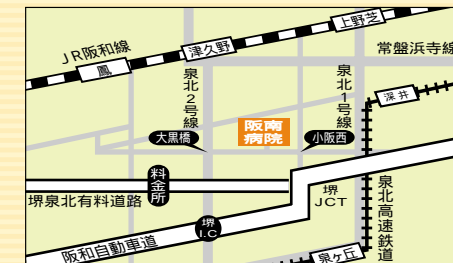 上野芝
JR阪和線
津久野
常盤浜寺線
鳳
泉北2号線
泉北1号線
深井
大黒橋
阪南
病院
小阪西
料金所
堺泉北有料道路
堺
JCT
泉北高速鉄道
堺
I.C
阪和自動車道
泉ヶ丘